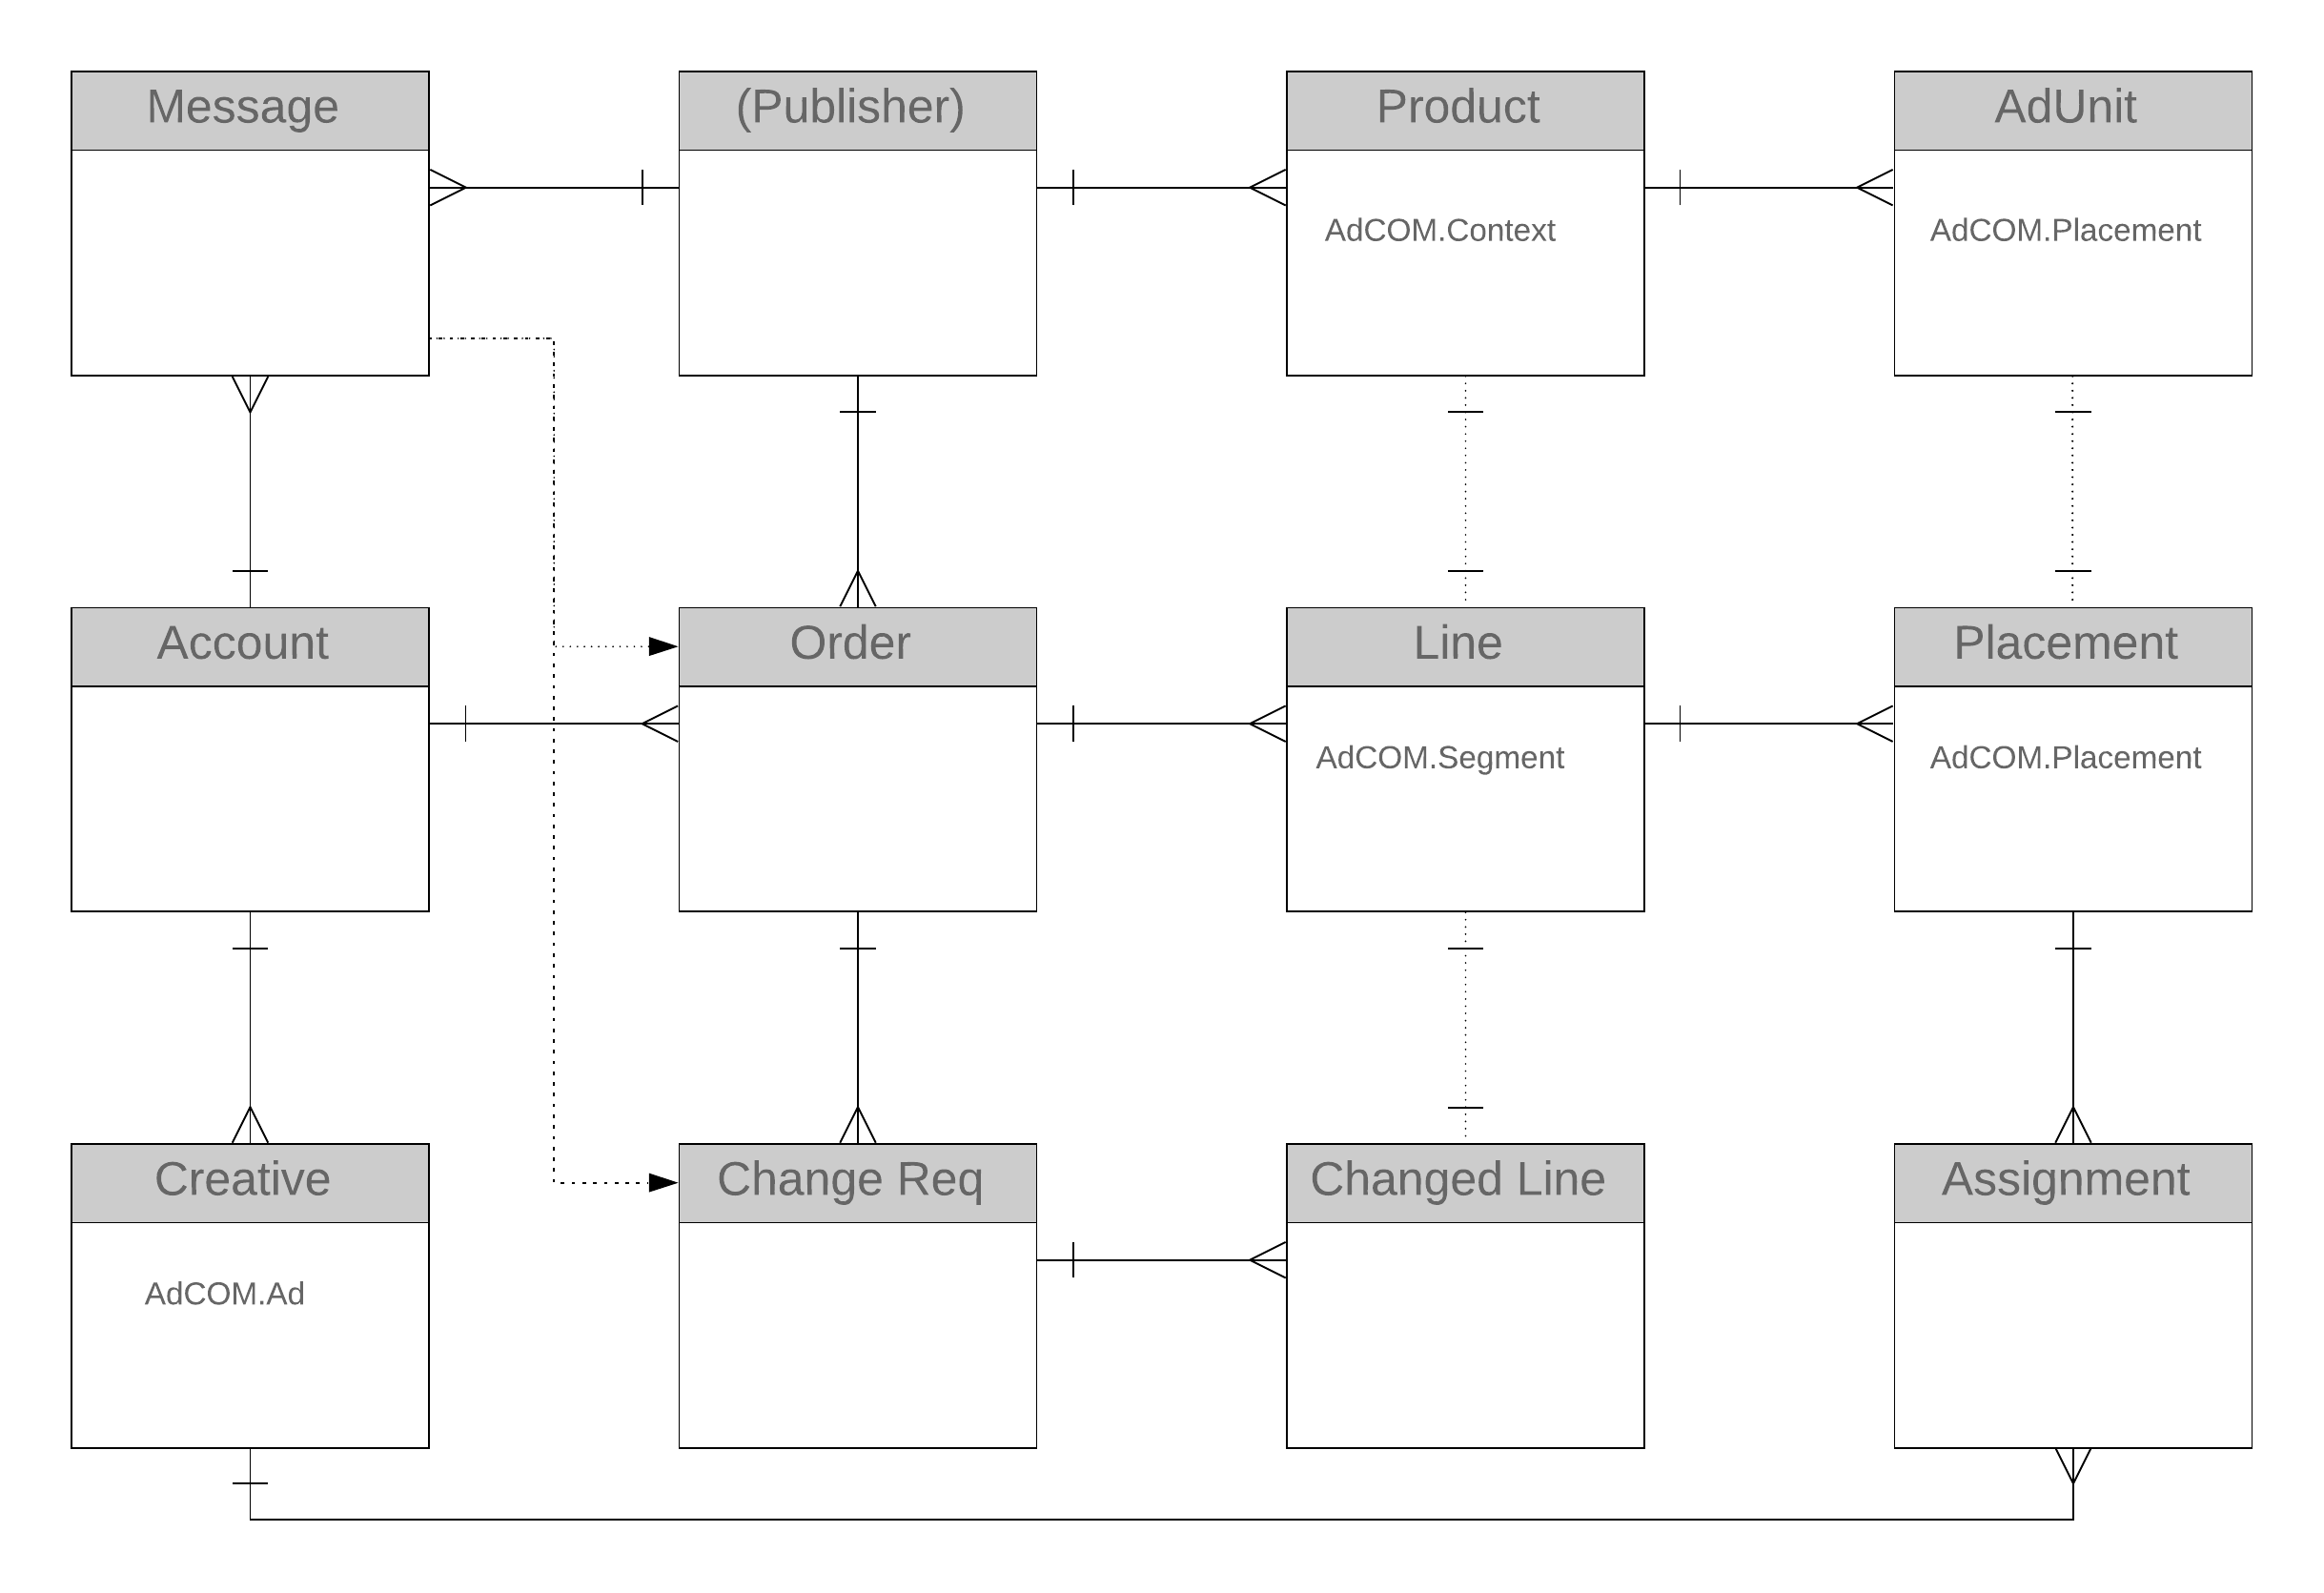 Message
(Publisher)
Product
AdUnit
AdCOM.Context
AdCOM.Placement
Account
Order
Line
Placement
AdCOM.Segment
AdCOM.Placement
Creative
Change Req
Changed Line
Assignment
AdCOM.Ad